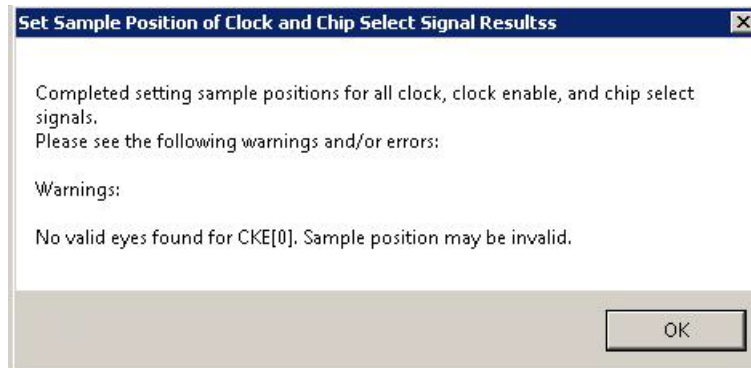 Set Sample Position of Clock and Chip Select Signal Resultss
Completed setting sample positions for all clock, clock enable, and chip select
signals.
Please see the following warnings and/or errors:
Warnings:
No valid eyes found for CKE[0]. Sample position may be invalid.
OK